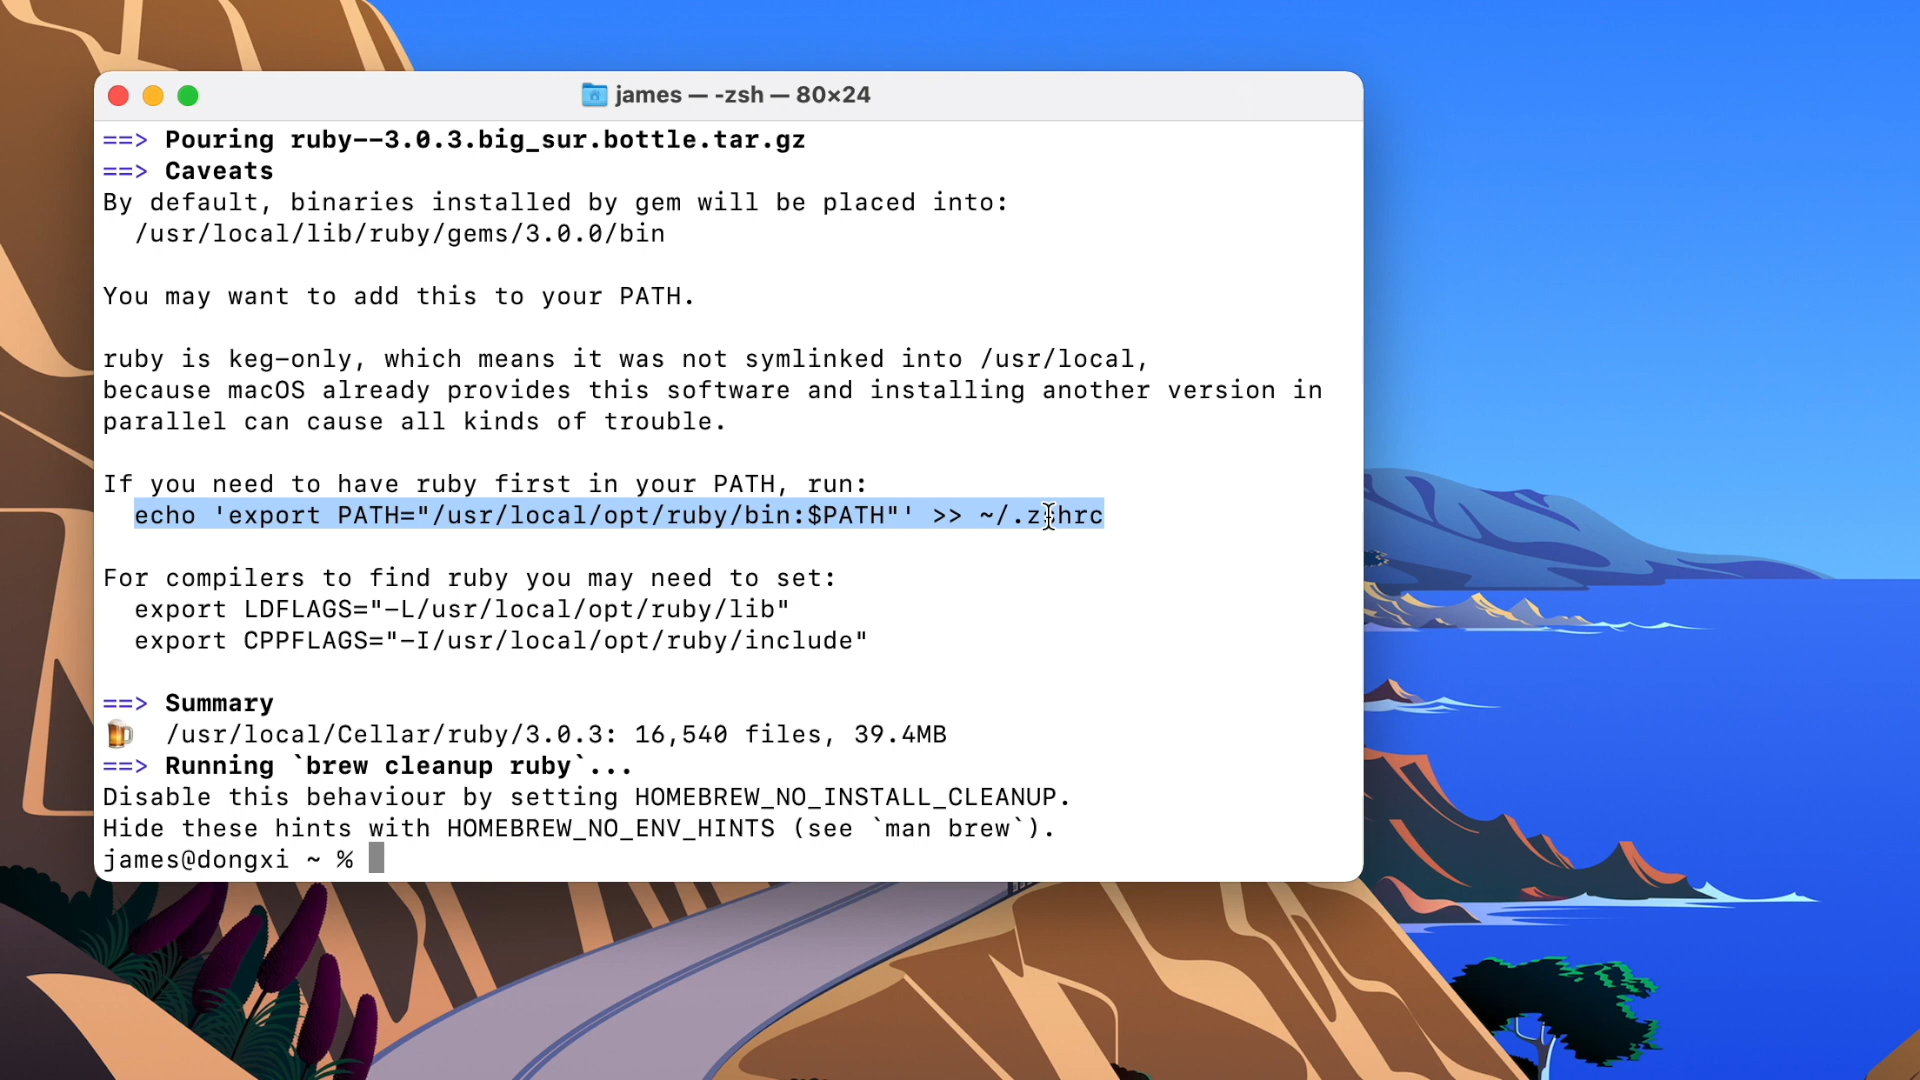 james — -zsh — 80×24
==> Pouring ruby--3.0.3.big_sur.bottle.tar.gz
==> Caveats
By default, binaries installed by gem will be placed into:
/usr/local/lib/ruby/gems/3.0.0/bin
You may want to add this to your PATH.
ruby is keg-only, which means it was not symlinked into /usr/local,
because macOS already provides this software and installing another version in
parallel can cause all kinds of trouble.
If you need to have ruby first in your PATH, run:
echo 'export PATH="/usr/local/opt/ruby/bin:$PATH"' >> ~/.zshrc
For compilers to find ruby you may need to set:
export LDFLAGS="-L/usr/local/opt/ruby/lib"
export CPPFLAGS="-I/usr/local/opt/ruby/include"
==> Summary
🍺 /usr/local/Cellar/ruby/3.0.3: 16,540 files, 39.4MB
==> Running `brew cleanup ruby`...
Disable this behaviour by setting HOMEBREW_NO_INSTALL_CLEANUP.
Hide these hints with HOMEBREW_NO_ENV_HINTS (see `man brew`).
james@dongxi ~ %